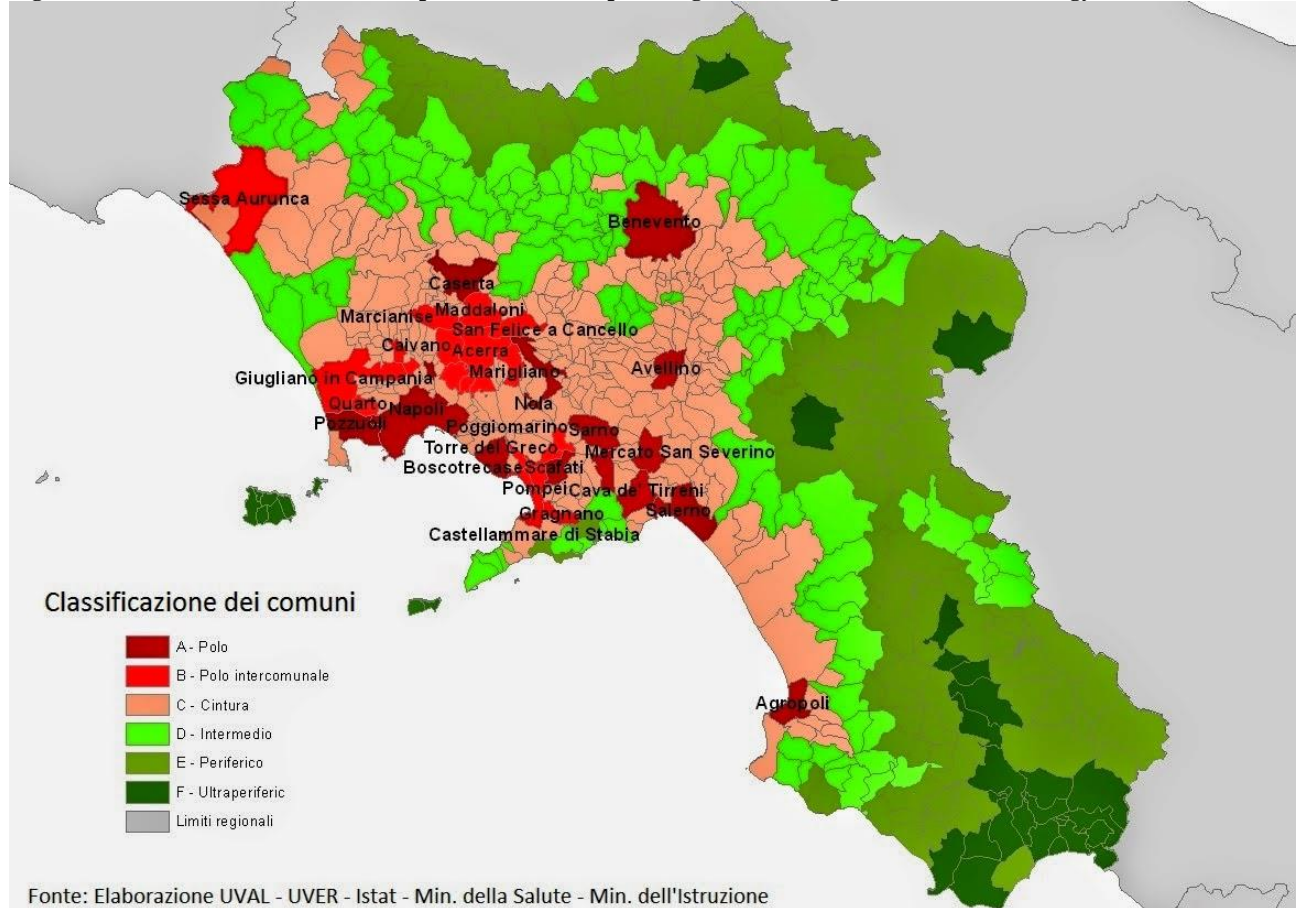 Sessa Aurunca
Benevento
Caserta
Marcianise
Maddaloni
San Felice a Cancello
Caivano
Acerra
Avellino
Giugliano in Campania
Marigliano
Quarto
Napoli
Nola
Pozzuoli
Poggiomarino
Sarno
Torre del Greco
Mercato San Severino
Boscotrecase
Scafati
Pompei
Cava de' Tirreni
Salerno
Gragnano
Castellammare di Stabia
Agropoli
Classificazione dei comuni
A - Polo
B - Polo intercomunale
C - Cintura
D - Intermedio
E - Periferico
F - Ultraperiferic
Limiti regionali
Fonte: Elaborazione UVAL - UVER - Istat - Min. della Salute - Min. dell'Istruzione